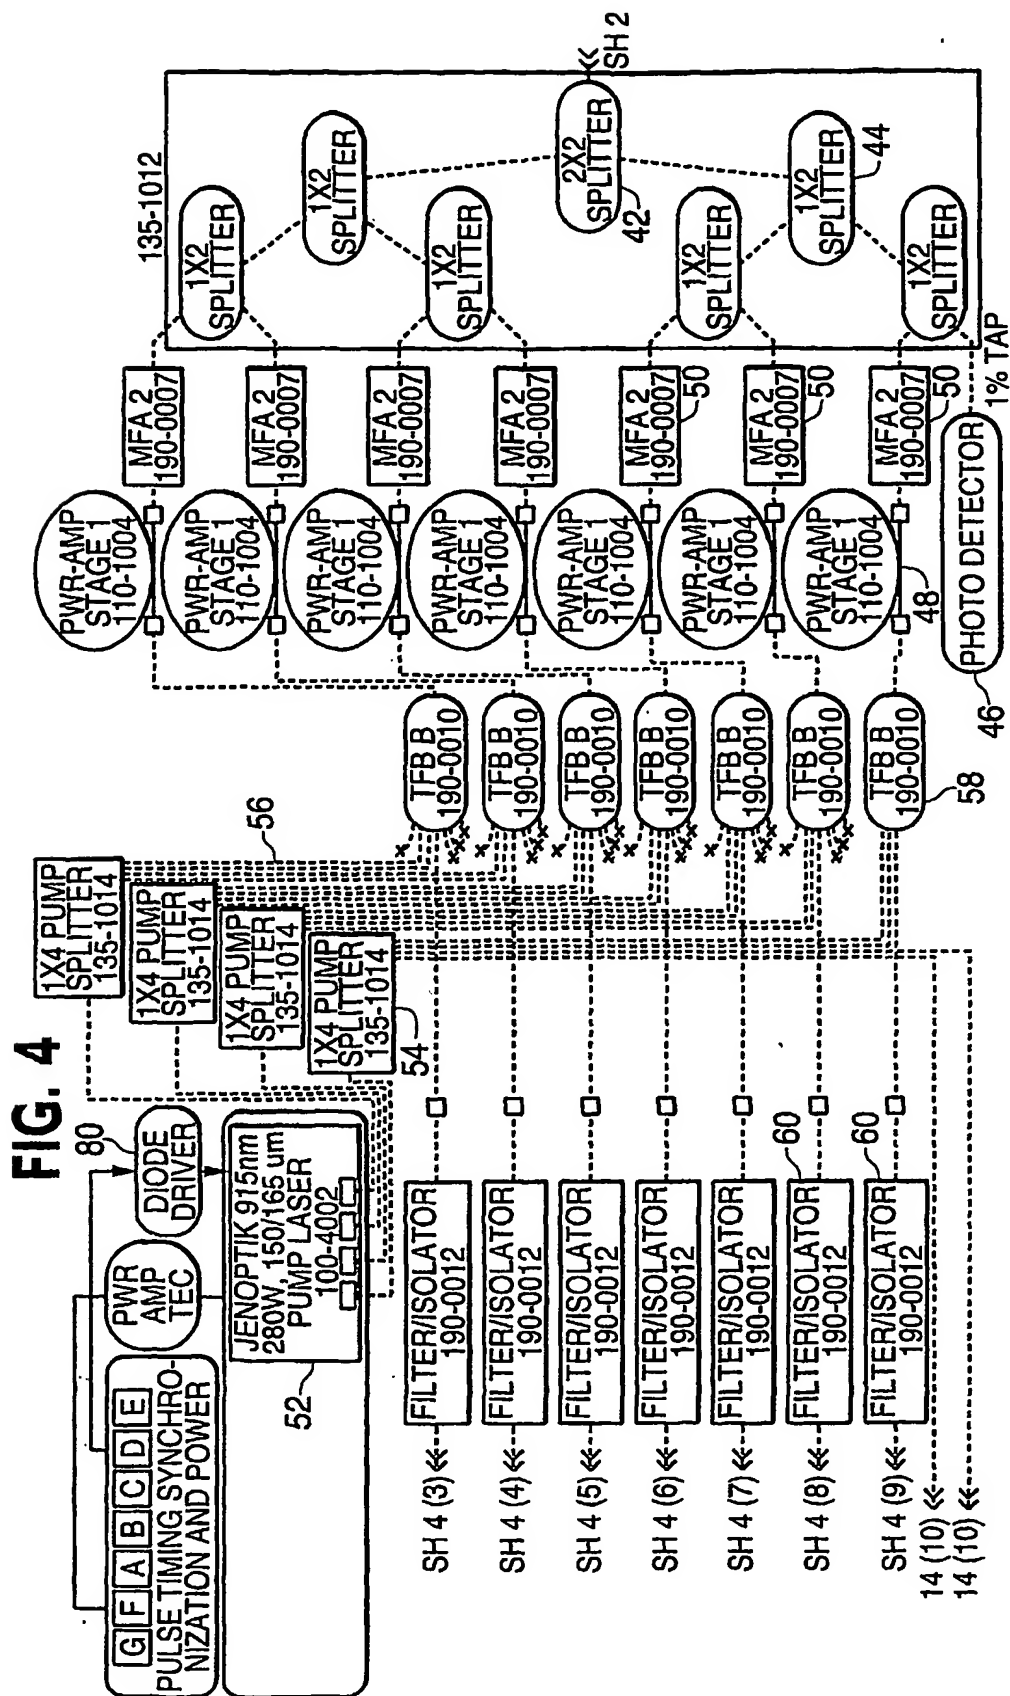 FIG. 4
G F A B C D E
PULSE TIMING SYNCHRO-
NIZATION AND POWER
PWR
AMP
TEC
80
DIODE
DRIVER
JENOPTIK 915nm
280W, 150/165 um
PUMP LASER
100-4002
52
1X4 PUMP
SPLITTER
135-1014
1X4 PUMP
SPLITTER
135-1014
1X4 PUMP
SPLITTER
135-1014
1X4 PUMP
SPLITTER
135-1014
54
56
SH 4 (3)
FILTER/ISOLATOR
190-0012
TFB B
190-0010
SH 4 (4)
FILTER/ISOLATOR
190-0012
TFB B
190-0010
SH 4 (5)
FILTER/ISOLATOR
190-0012
TFB B
190-0010
SH 4 (6)
FILTER/ISOLATOR
190-0012
TFB B
190-0010
SH 4 (7)
FILTER/ISOLATOR
190-0012
TFB B
190-0010
SH 4 (8)
FILTER/ISOLATOR
190-0012
60
TFB B
190-0010
SH 4 (9)
FILTER/ISOLATOR
190-0012
60
TFB B
190-0010
58
14 (10)
14 (10)
PWR-AMP
STAGE 1
110-1004
MFA 2
190-0007
PWR-AMP
STAGE 1
110-1004
MFA 2
190-0007
PWR-AMP
STAGE 1
110-1004
MFA 2
190-0007
PWR-AMP
STAGE 1
110-1004
MFA 2
190-0007
PWR-AMP
STAGE 1
110-1004
MFA 2
190-0007
50
PWR-AMP
STAGE 1
110-1004
MFA 2
190-0007
50
PWR-AMP
STAGE 1
110-1004
48
MFA 2
190-0007
50
46
PHOTO DETECTOR
1% TAP
135-1012
1X2
SPLITTER
1X2
SPLITTER
1X2
SPLITTER
2X2
SPLITTER
42
SH 2
1X2
SPLITTER
1X2
SPLITTER
44
1X2
SPLITTER